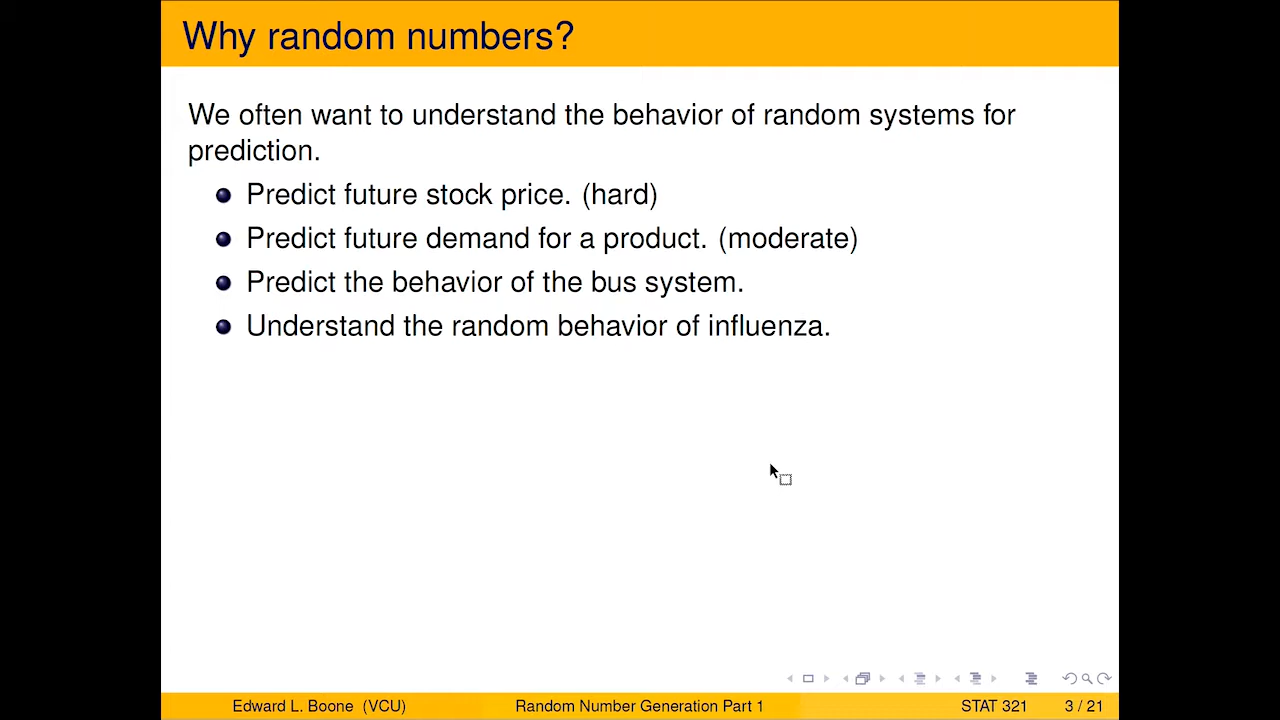 Why random numbers?
We often want to understand the behavior of random systems for
prediction.
Predict future stock price. (hard)
Predict future demand for a product. (moderate)
Predict the behavior of the bus system.
Understand the random behavior of influenza.
Edward L. Boone (VCU) Random Number Generation Part 1 STAT 321 3 / 21